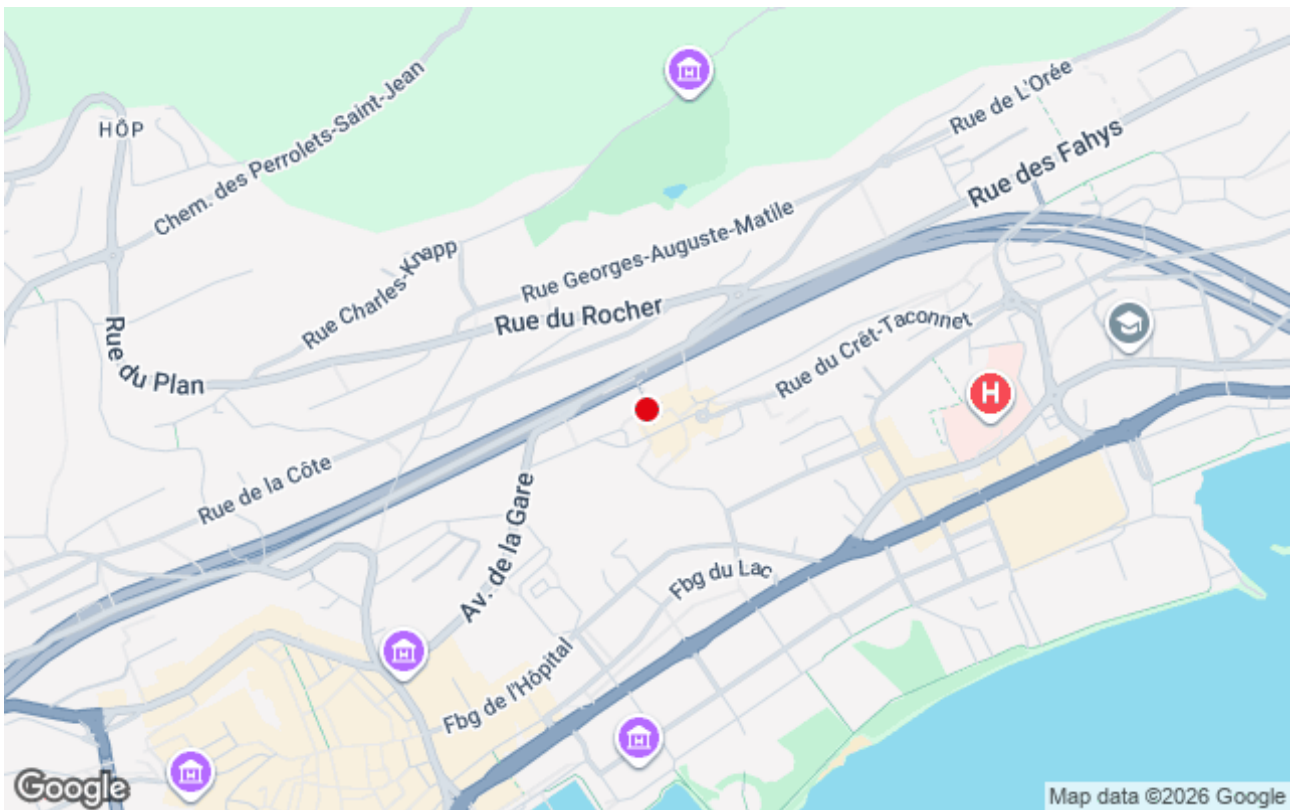 HÔP
Chem. des Perrolets-Saint-Jean
Rue de L'Orée
Rue des Fahys
Rue Charles-Knapp
Rue Georges-Auguste-Matile
Rue du Rocher
Rue du Plan
Rue du Crêt-Taconnet
H
Rue de la Côte
Av. de la Gare
Fbg du Lac
Fbg de l'Hôpital
Google
Map data ©2026 Google